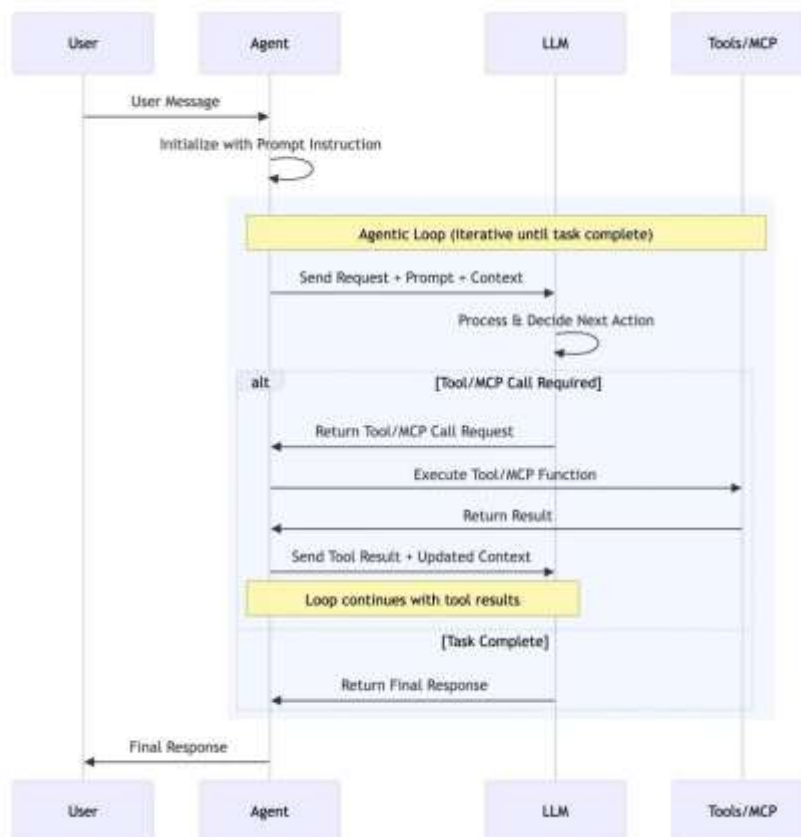 User Agent LLM Tools/MCP
User Message
Initialize with Prompt Instruction
Agentic Loop (iterative until task complete)
Send Request + Prompt + Context
Process & Decide Next Action
alt [Tool/MCP Call Required]
Return Tool/MCP Call Request
Execute Tool/MCP Function
Return Result
Send Tool Result + Updated Context
Loop continues with tool results
[Task Complete]
Return Final Response
Final Response
User Agent LLM Tools/MCP